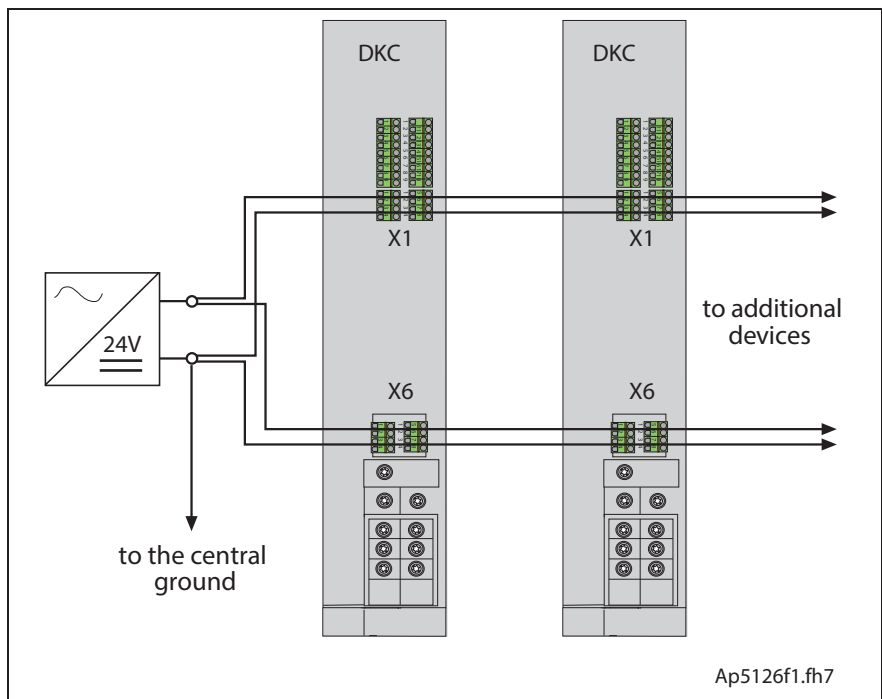 DKC
DKC
X1
X1
24V
to additional
devices
X6
X6
to the central
ground
Ap5126f1.fh7